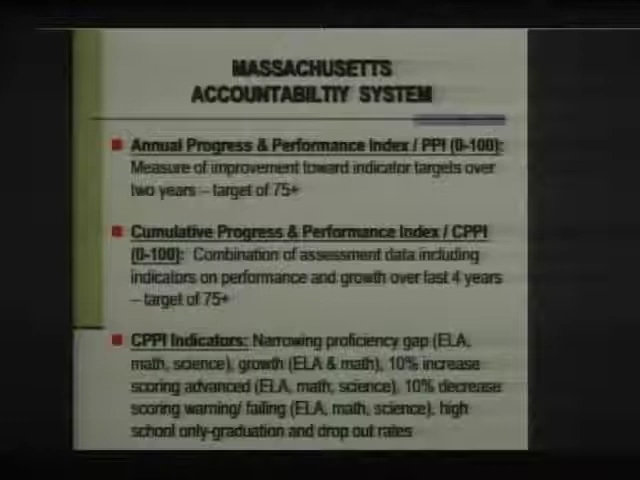 MASSACHUSETTS
ACCOUNTABILTIY SYSTEM
Annual Progress & Performance Index / PPI (0-100):
Measure of improvement toward indicator targets over
two years – target of 75+
Cumulative Progress & Performance Index / CPPI
(0-100): Combination of assessment data including
indicators on performance and growth over last 4 years
– target of 75+
CPPI Indicators: Narrowing proficiency gap (ELA,
math, science), growth (ELA & math), 10% increase
scoring advanced (ELA, math, science), 10% decrease
scoring warning/ failing (ELA, math, science), high
school only-graduation and drop out rates